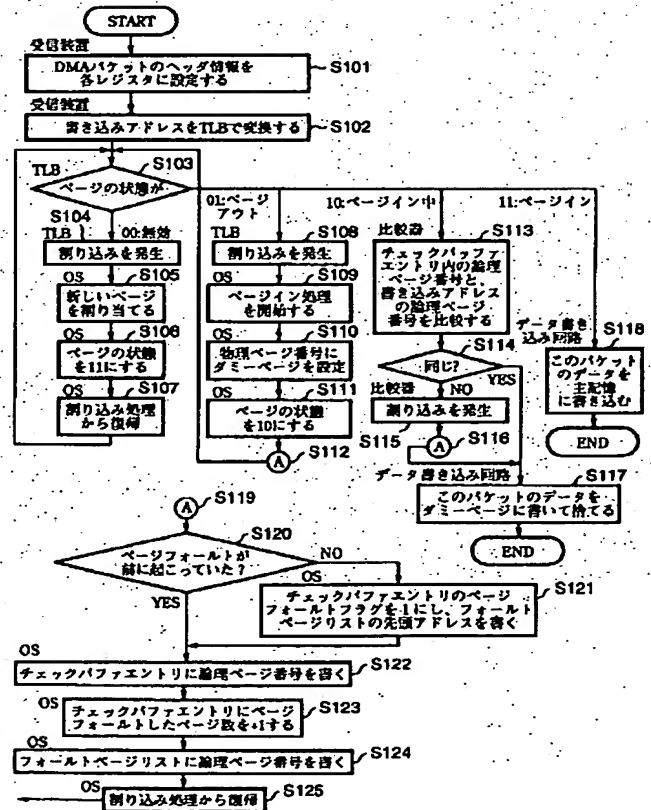 START
受信装置
DMAパケットのヘッダ情報を
各レジスタに設定する
S101
受信装置
書き込みアドレスをTLBで変換する
S102
TLB
S103
ページの状態が
S104
TLB
00:無効
割り込みを発生
OS
S105
新しいページ
を割り当てる
OS
S106
ページの状態
を11にする
OS
S107
割り込み処理
から復帰
01:ページ
アウト
TLB
S108
割り込みを発生
OS
S109
ページイン処理
を開始する
OS
S110
物理ページ番号に
ダミーページを設定
OS
S111
ページの状態
を10にする
A
S112
10:ページイン中
比較器
S113
チェックバッファ
エントリ内の論理
ページ番号と、
書き込みアドレス
の論理ページ
番号を比較する
S114
同じ?
YES
比較器
NO
割り込みを発生
S115
A
S116
データ書き込み回路
S117
このパケットのデータを
ダミーページに書いて捨てる
END
11:ページイン
データ書き
込み回路
S118
このパケット
のデータを
主記憶
に書き込む
END
A
S119
S120
ページフォールトが
前に起こっていた?
NO
YES
OS
S121
チェックバファエントリのページ
フォールトフラグを1にし、フォールト
ページリストの先頭アドレスを書く
OS
チェックバファエントリに論理ページ番号を書く
S122
OS
チェックバファエントリにページ
フォールトしたページ数を+1する
S123
OS
フォールトページリストに論理ページ番号を書く
S124
OS
割り込み処理から復帰
S125